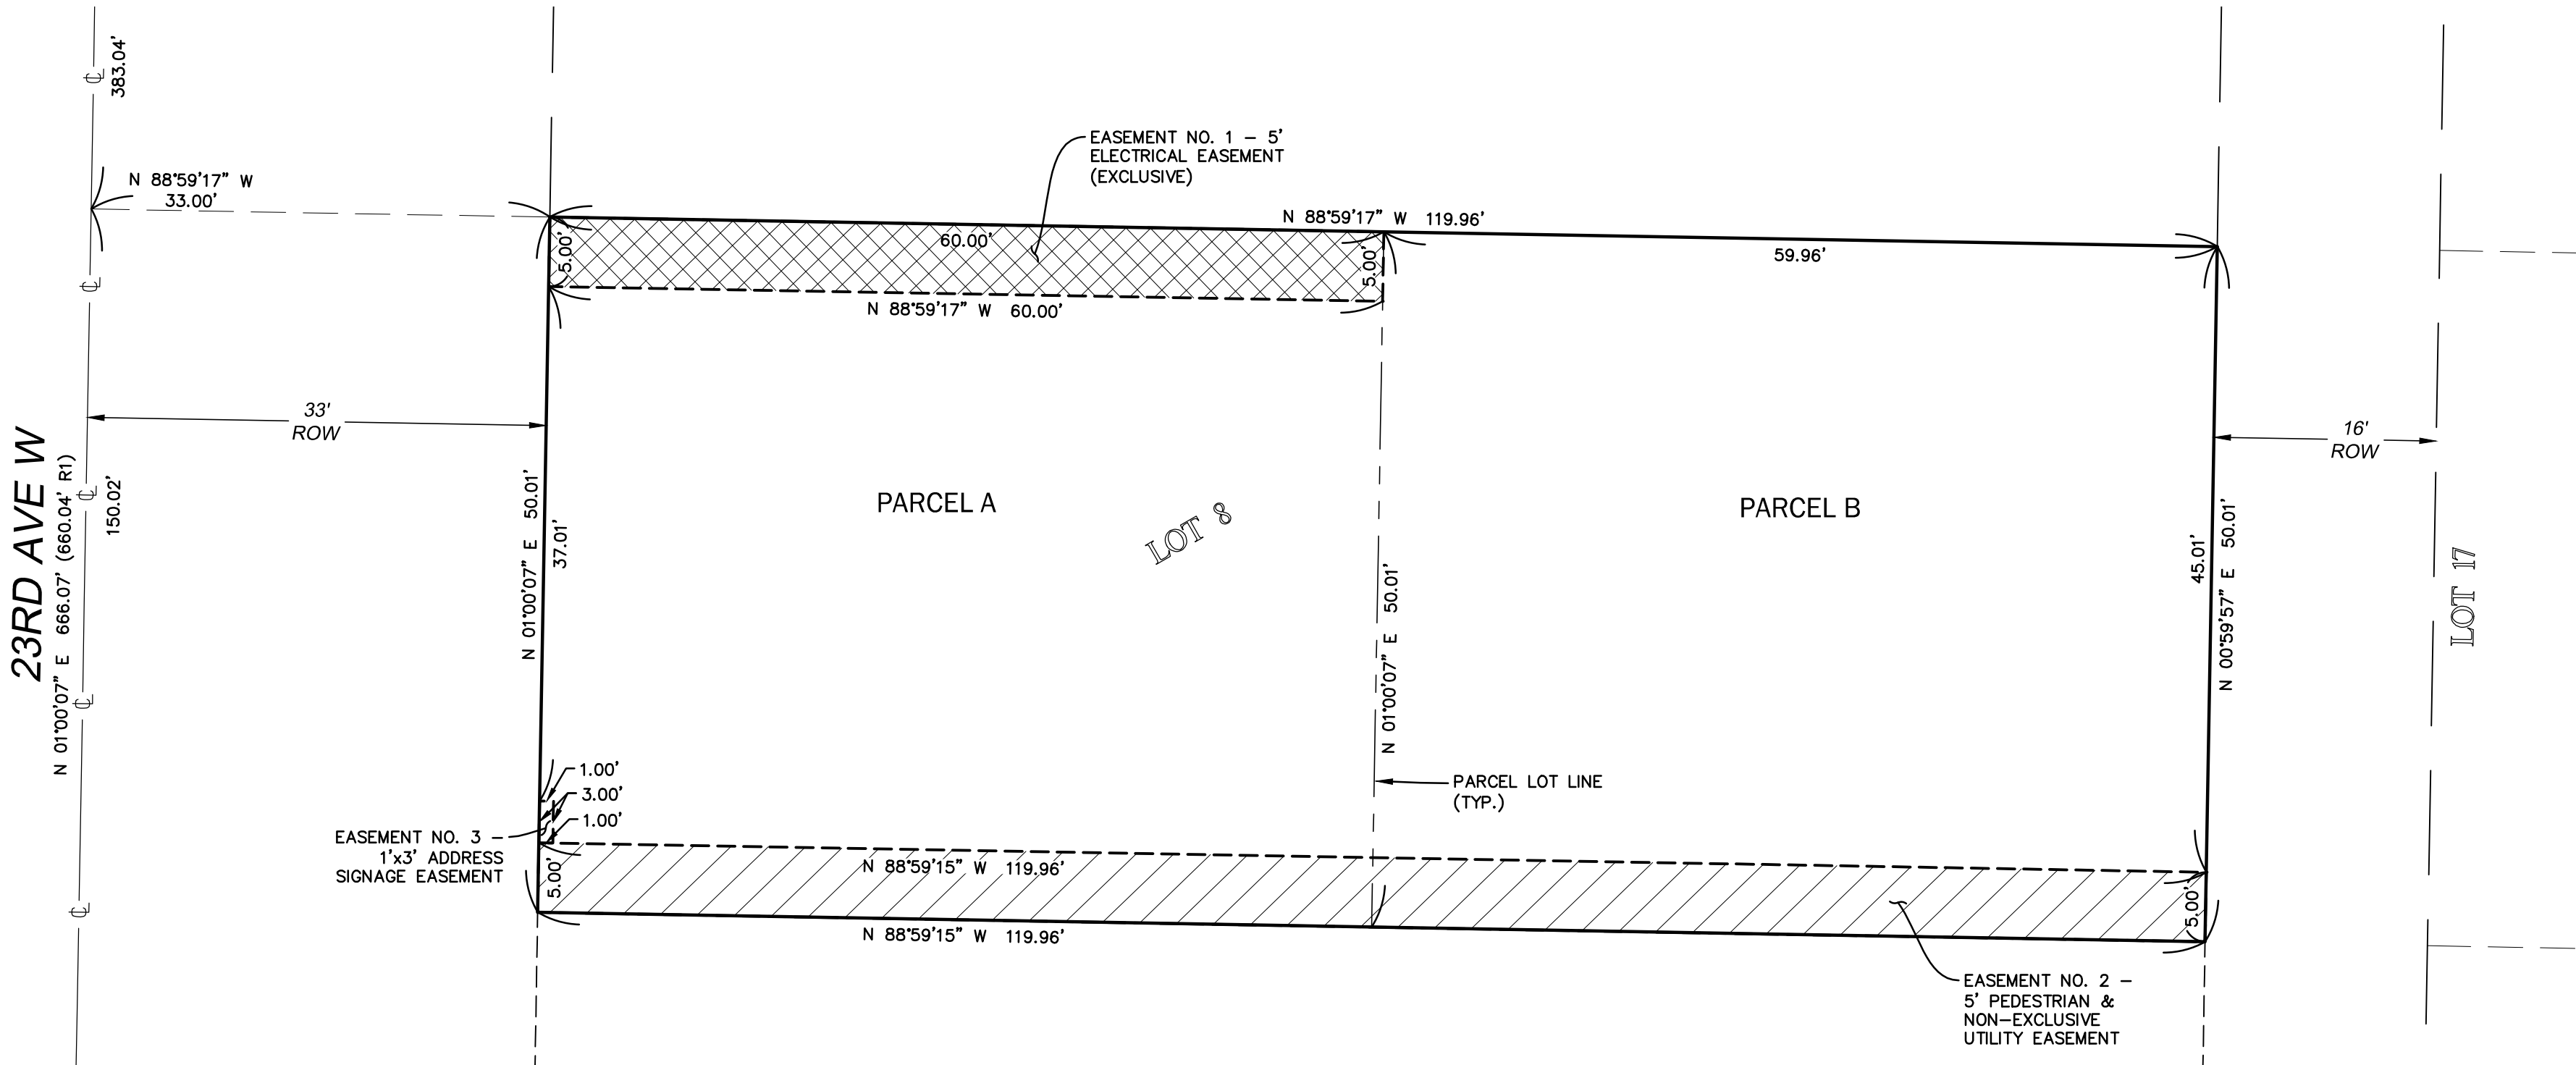 383.04'
N 88°59'17" W
33.00'
EASEMENT NO. 1 – 5'
ELECTRICAL EASEMENT
(EXCLUSIVE)
N 88°59'17" W 119.96'
60.00'
59.96'
5.00'
5.00'
N 88°59'17" W 60.00'
33'
ROW
16'
ROW
23RD AVE W
N 01°00'07" E 666.07' (660.04' R1)
150.02'
N 01°00'07" E 50.01'
37.01'
PARCEL A
LOT 8
PARCEL B
N 01°00'07" E 50.01'
45.01'
N 00°59'57" E 50.01'
LOT 17
1.00'
3.00'
1.00'
PARCEL LOT LINE
(TYP.)
EASEMENT NO. 3 –
1'x3' ADDRESS
SIGNAGE EASEMENT
5.00'
N 88°59'15" W 119.96'
5.00'
N 88°59'15" W 119.96'
EASEMENT NO. 2 –
5' PEDESTRIAN &
NON–EXCLUSIVE
UTILITY EASEMENT